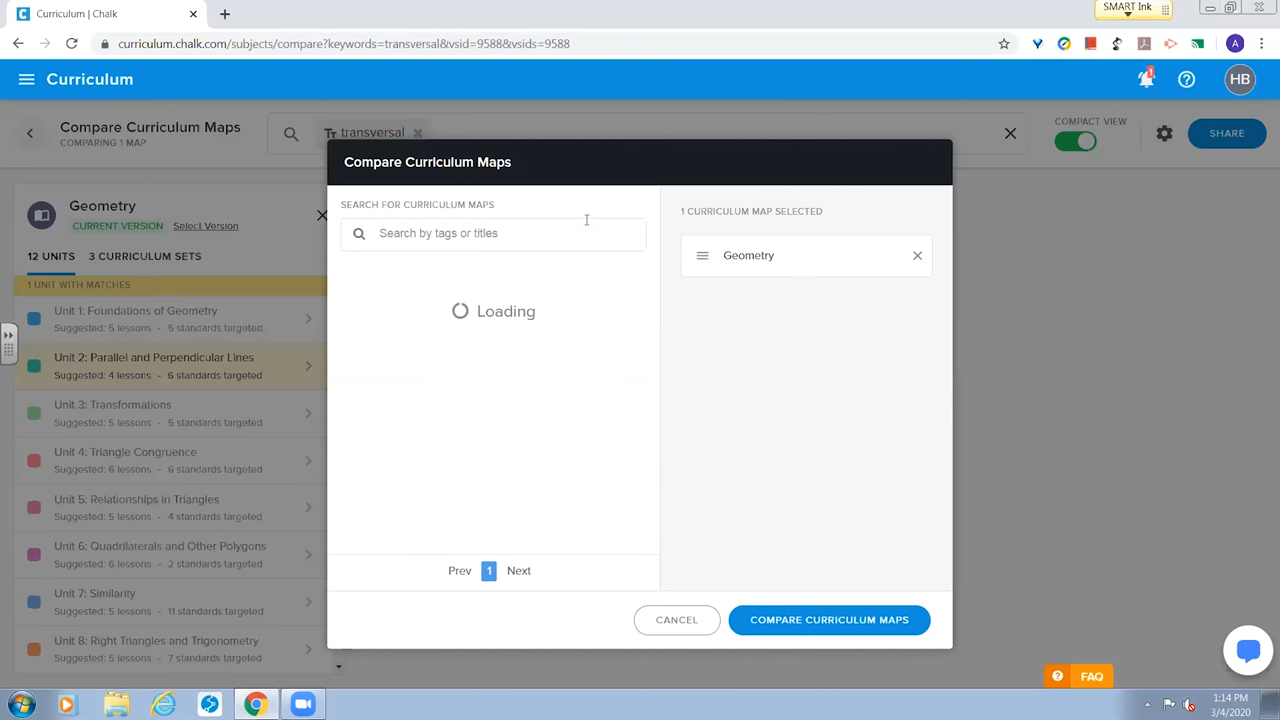 Curriculum | Chalk
SMART Ink
curriculum.chalk.com/subjects/compare?keywords=transversal&vsid=9588&vsids=9588
A
Curriculum
1
HB
Compare Curriculum Maps
COMPARING 1 MAP
Tт transversal
COMPACT VIEW
SHARE
Geometry
CURRENT VERSION Select Version
12 UNITS 3 CURRICULUM SETS
1 UNIT WITH MATCHES
Unit 1: Foundations of Geometry
Suggested: 5 lessons - 5 standards targeted
Unit 2: Parallel and Perpendicular Lines
Suggested: 4 lessons - 6 standards targeted
Unit 3: Transformations
Suggested: 5 lessons - 5 standards targeted
Unit 4: Triangle Congruence
Suggested: 6 lessons - 6 standards targeted
Unit 5: Relationships in Triangles
Suggested: 5 lessons - 4 standards targeted
Unit 6: Quadrilaterals and Other Polygons
Suggested: 6 lessons - 2 standards targeted
Unit 7: Similarity
Suggested: 5 lessons - 11 standards targeted
Unit 8: Right Triangles and Trigonometry
Suggested: 5 lessons - 7 standards targeted
Compare Curriculum Maps
SEARCH FOR CURRICULUM MAPS
Search by tags or titles
Loading
Prev 1 Next
1 CURRICULUM MAP SELECTED
Geometry
CANCEL
COMPARE CURRICULUM MAPS
? FAQ
1:14 PM
3/4/2020